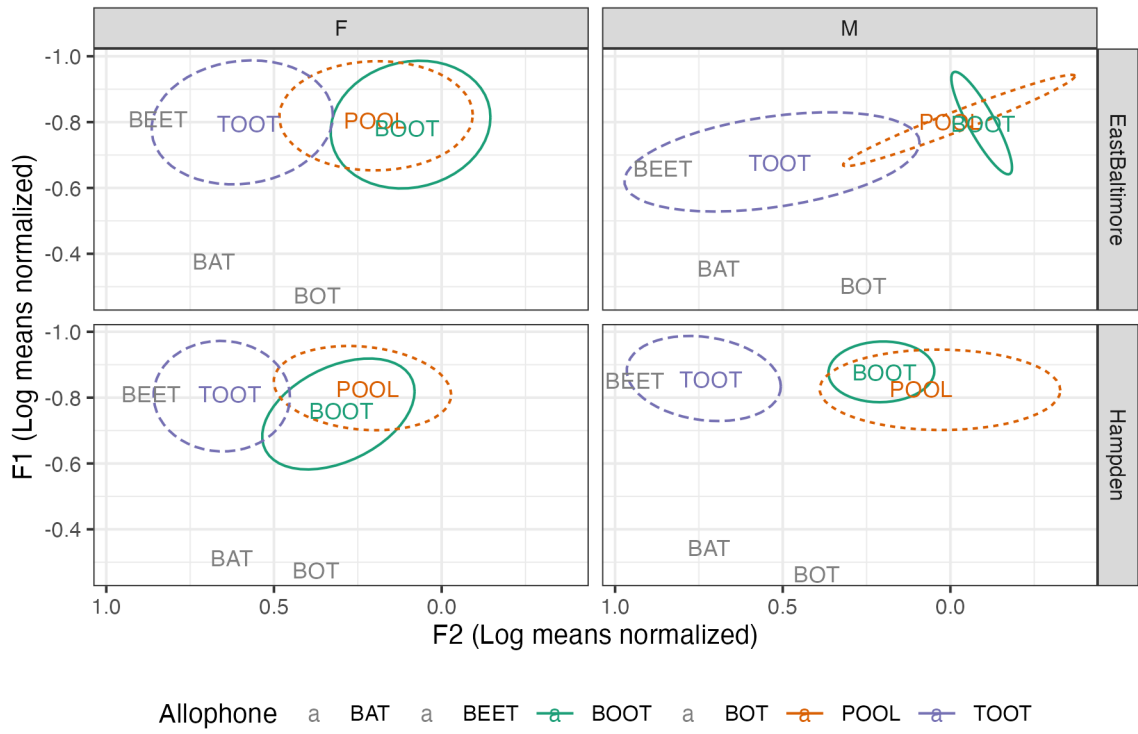 F
M
-1.0
-0.8
-0.6
-0.4
BEET
TOOT
POOL
BOOT
BAT
BOT
BEET
TOOT
POOL
BOOT
BAT
BOT
EastBaltimore
F1 (Log means normalized)
-1.0
-0.8
-0.6
-0.4
BEET
TOOT
POOL
BOOT
BAT
BOT
BEET
TOOT
BOOT
POOL
BAT
BOT
Hampden
1.0 0.5 0.0
1.0 0.5 0.0
F2 (Log means normalized)
Allophone a BAT a BEET a BOOT a BOT a POOL a TOOT